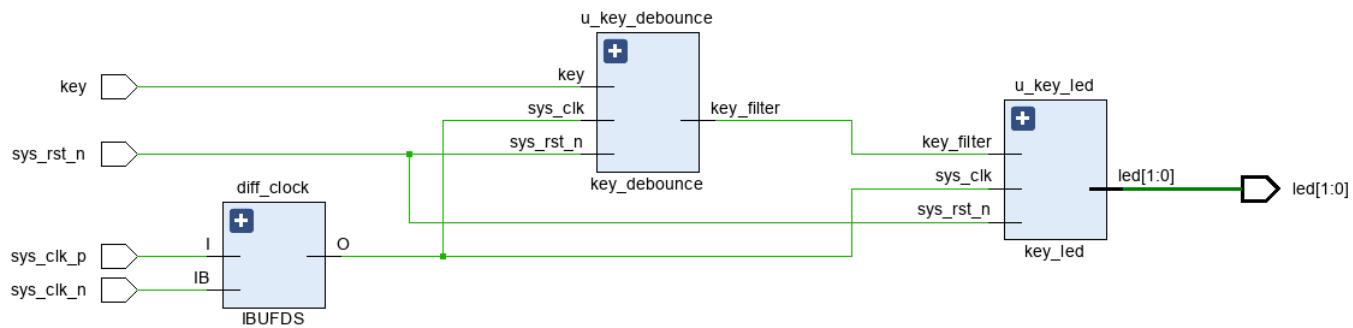 u_key_debounce
key
key
sys_clk
key_filter
sys_rst_n
sys_rst_n
key_debounce
u_key_led
key_filter
sys_clk
led[1:0]
led[1:0]
sys_rst_n
key_led
diff_clock
I
O
sys_clk_p
IB
sys_clk_n
IBUFDS